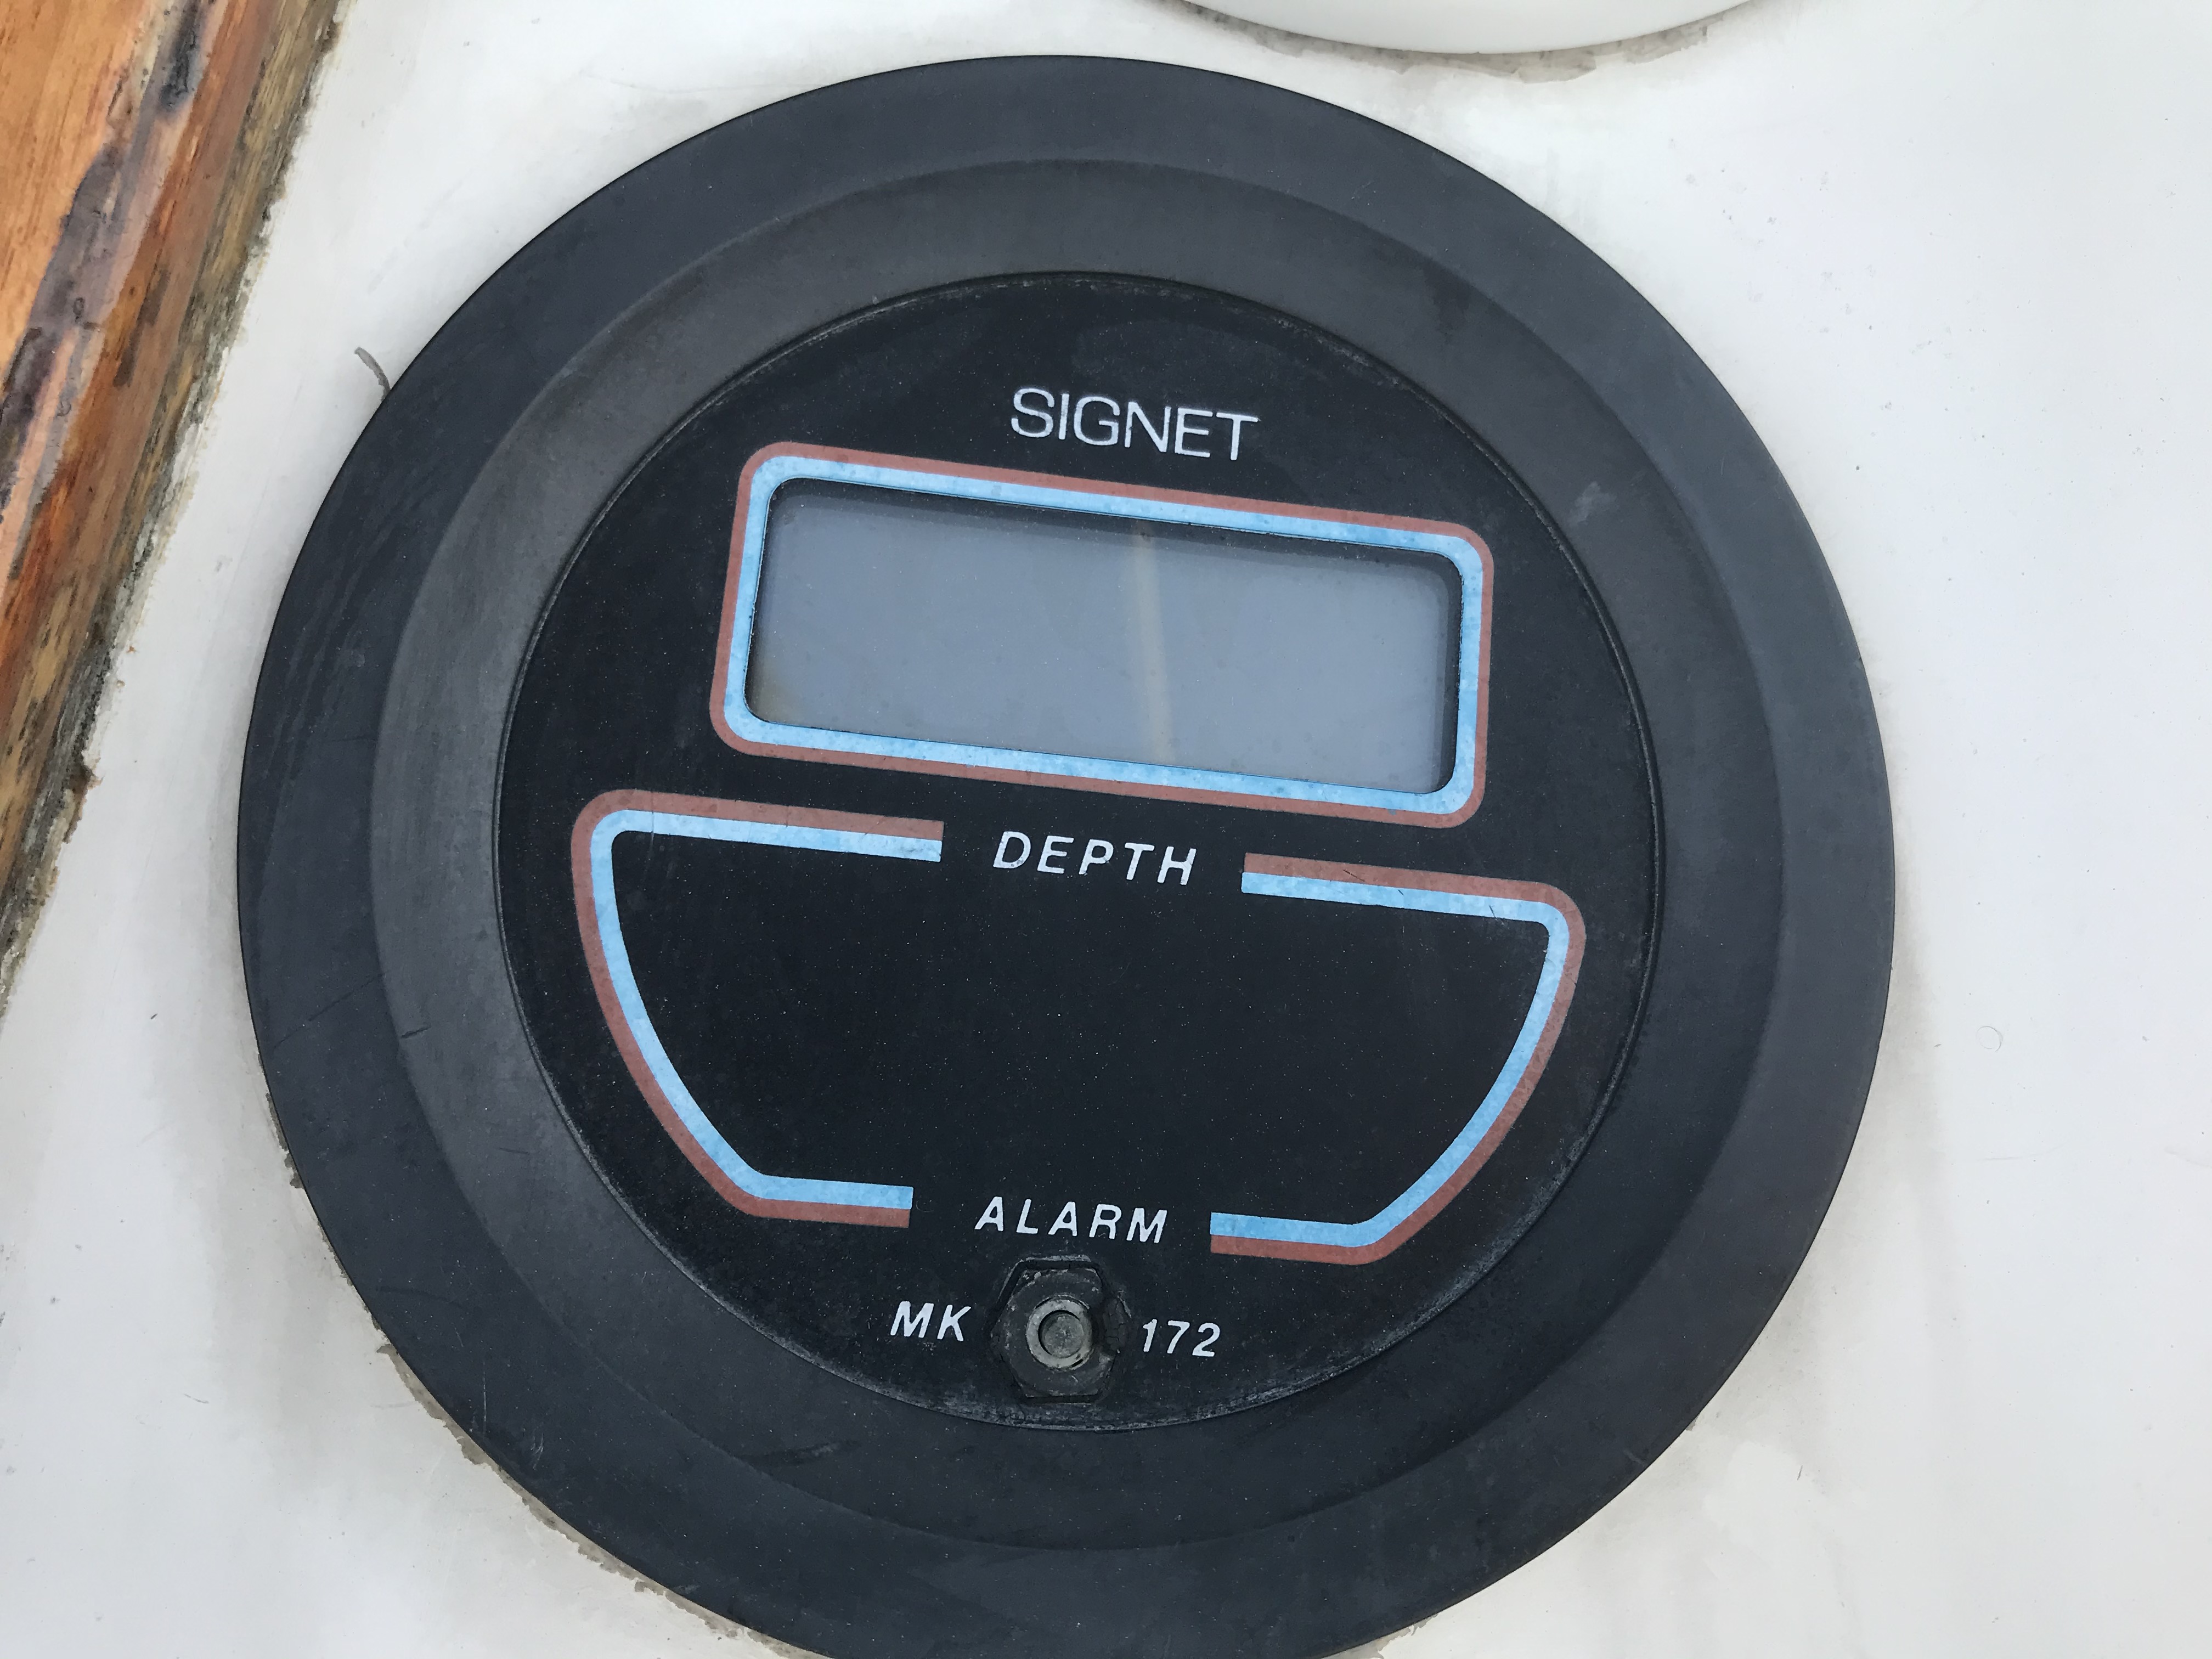 SIGNET
DEPTH
ALARM
MK 172